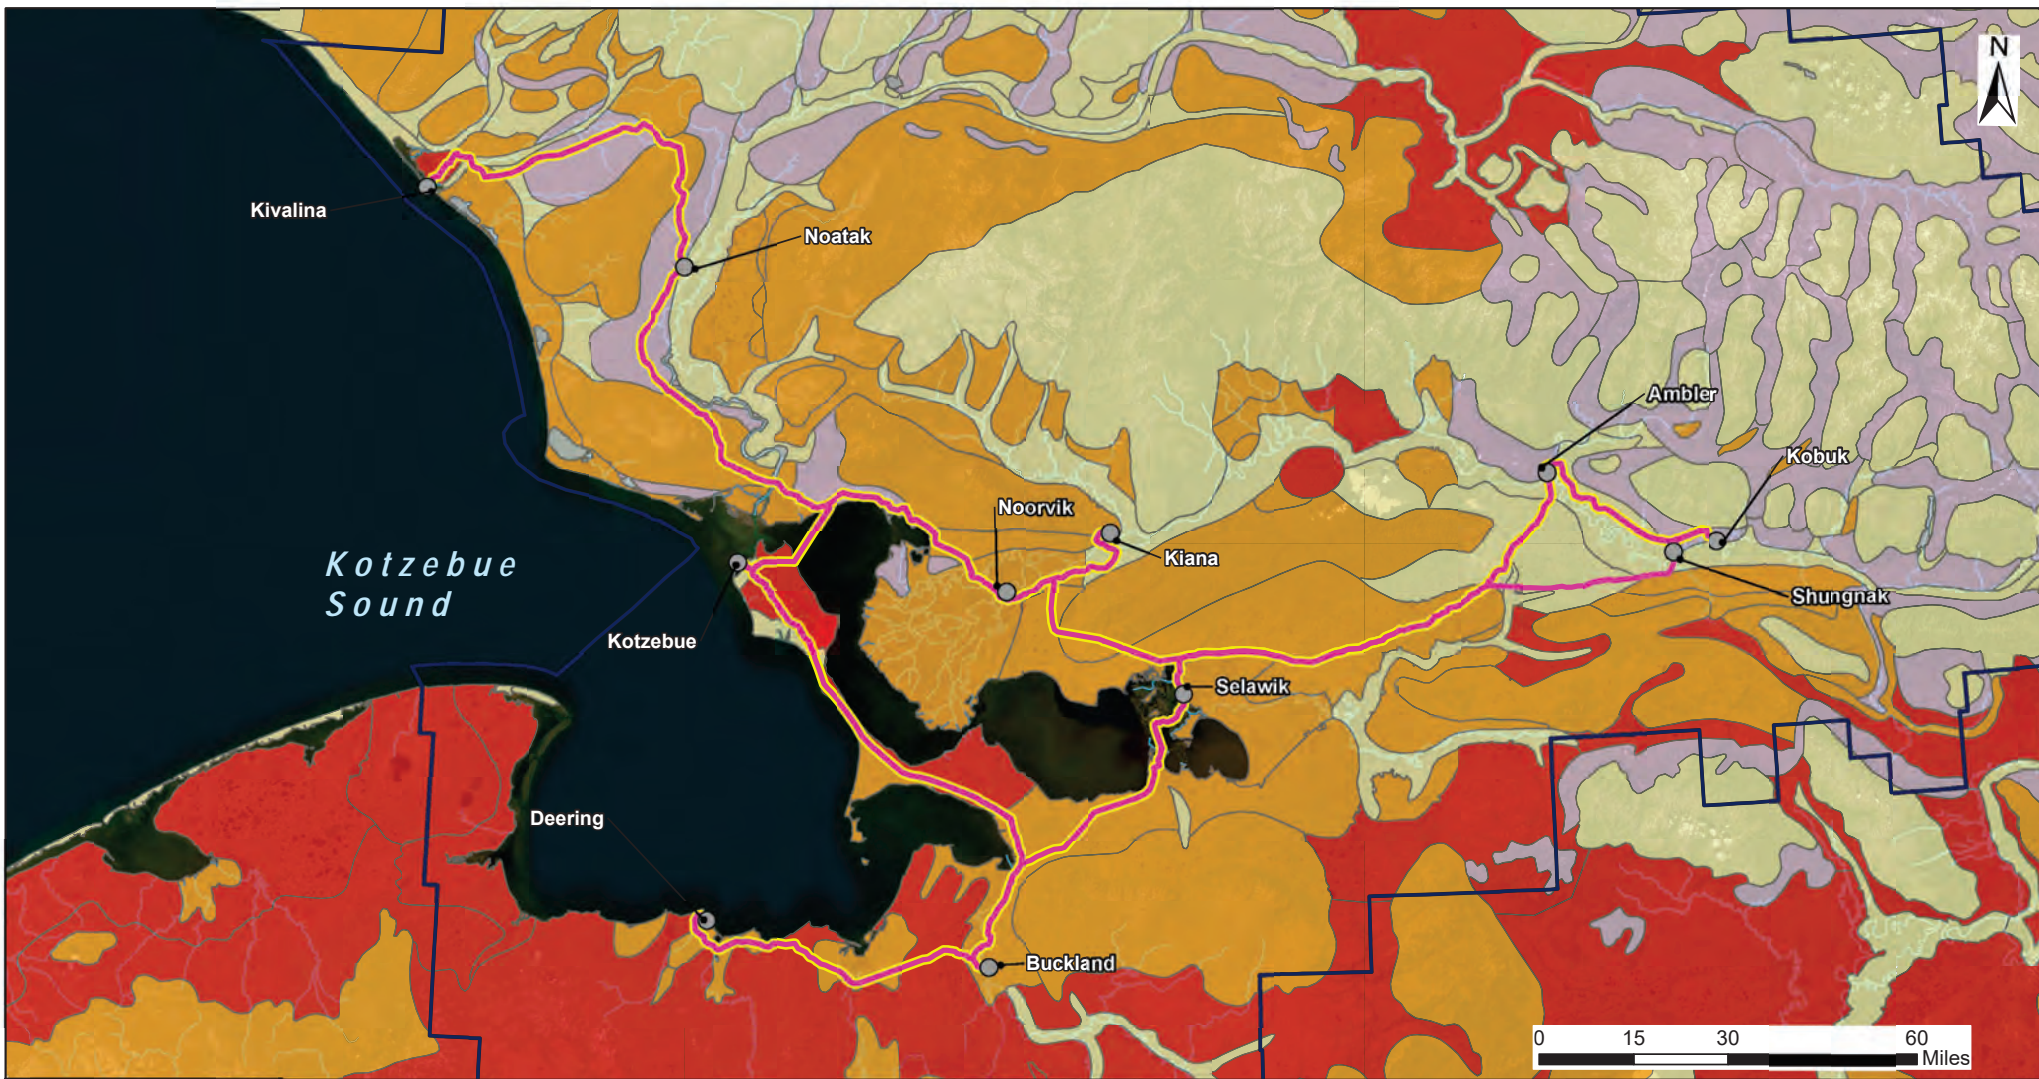 N
Kivalina
Noatak
Ambler
Kobuk
Noorvik
Kiana
Kotzebue
Sound
Shungnak
Kotzebue
Selawik
Deering
Buckland
0 15 30 60
Miles